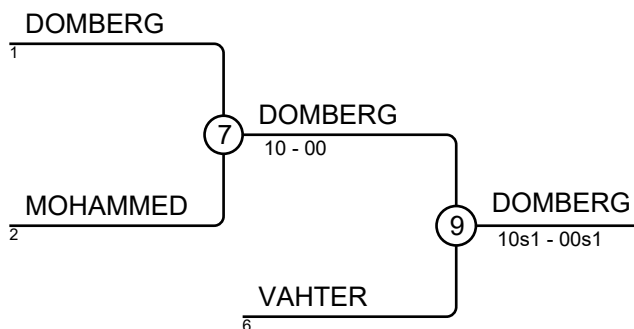 DOMBERG
1
7
DOMBERG
10 - 00
MOHAMMED
2
9
DOMBERG
10s1 - 00s1
VAHTER
6